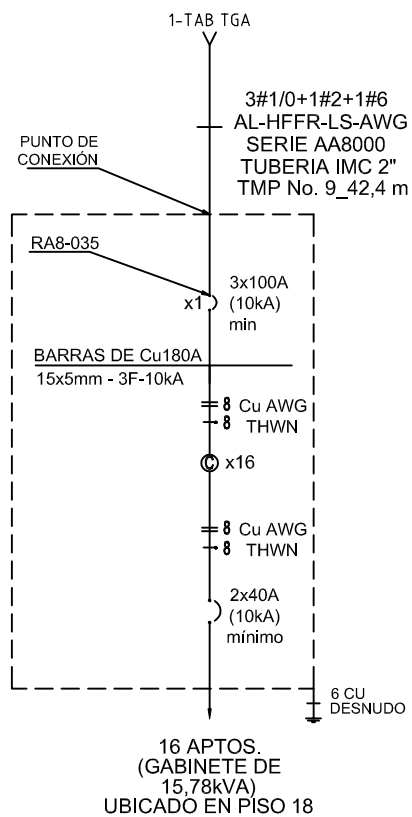 1-TAB TGA
3#1/0+1#2+1#6
AL-HFFR-LS-AWG
SERIE AA8000
TUBERIA IMC 2"
TMP No. 9_42,4 m
PUNTO DE
CONEXIÓN
RA8-035
x1
3x100A
(10kA)
min
BARRAS DE Cu180A
15x5mm - 3F-10kA
8 Cu AWG
8 THWN
C x16
8 Cu AWG
8 THWN
2x40A
(10kA)
mínimo
6 CU
DESNUDO
16 APTOS.
(GABINETE DE
15,78kVA)
UBICADO EN PISO 18